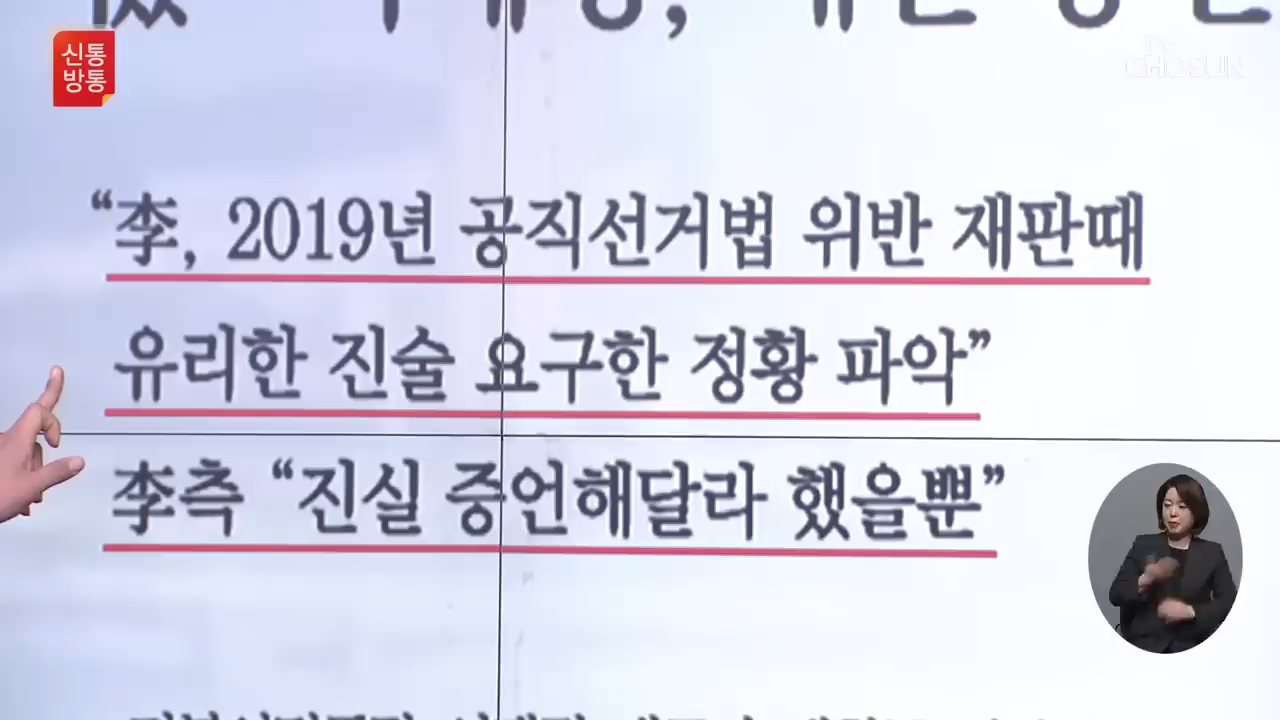 신통
방통
TV
CHOSUN
“李, 2019년 공직선거법 위반 재판때
유리한 진술 요구한 정황 파악”
李측 “진실 증언해달라 했을뿐”